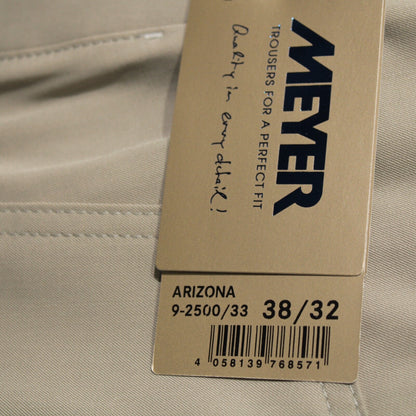 MEYER
TROUSERS FOR A PERFECT FIT
Quality in every detail!
ARIZONA
9-2500/33 38/32
4 058139 768571